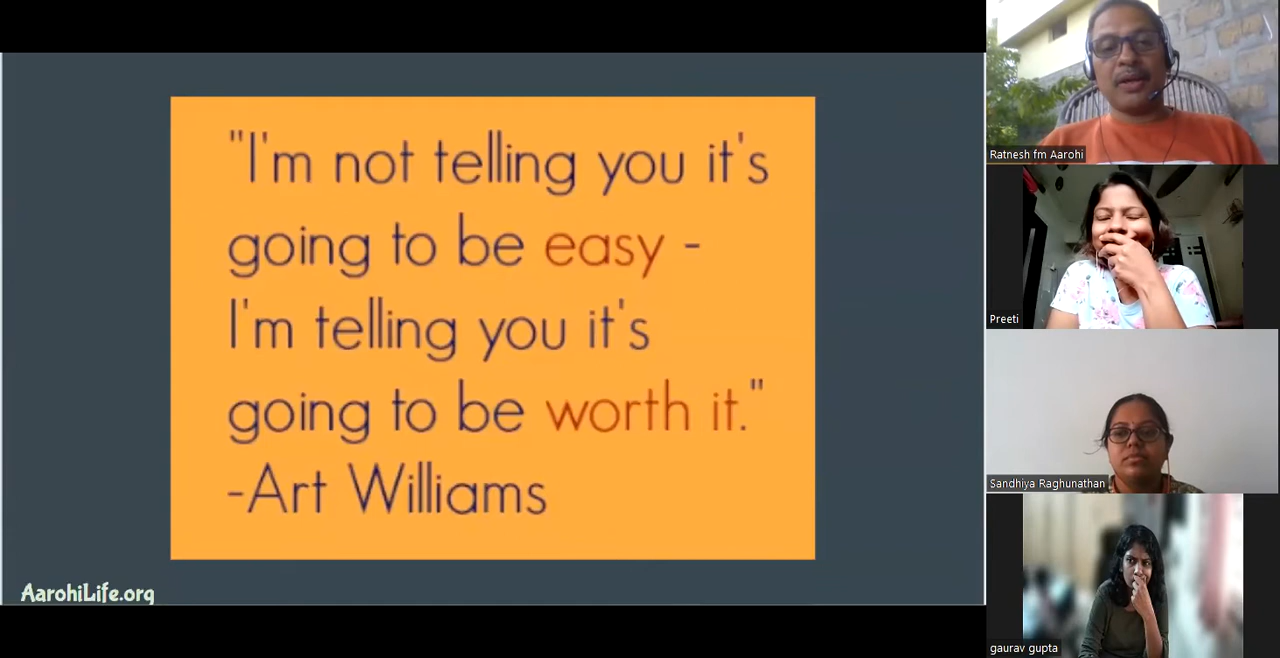 "I'm not telling you it's
going to be easy -
I'm telling you it's
going to be worth it."
-Art Williams
AarohiLife.org
Ratnesh fm Aarohi
Preeti
Sandhiya Raghunathan
gaurav gupta